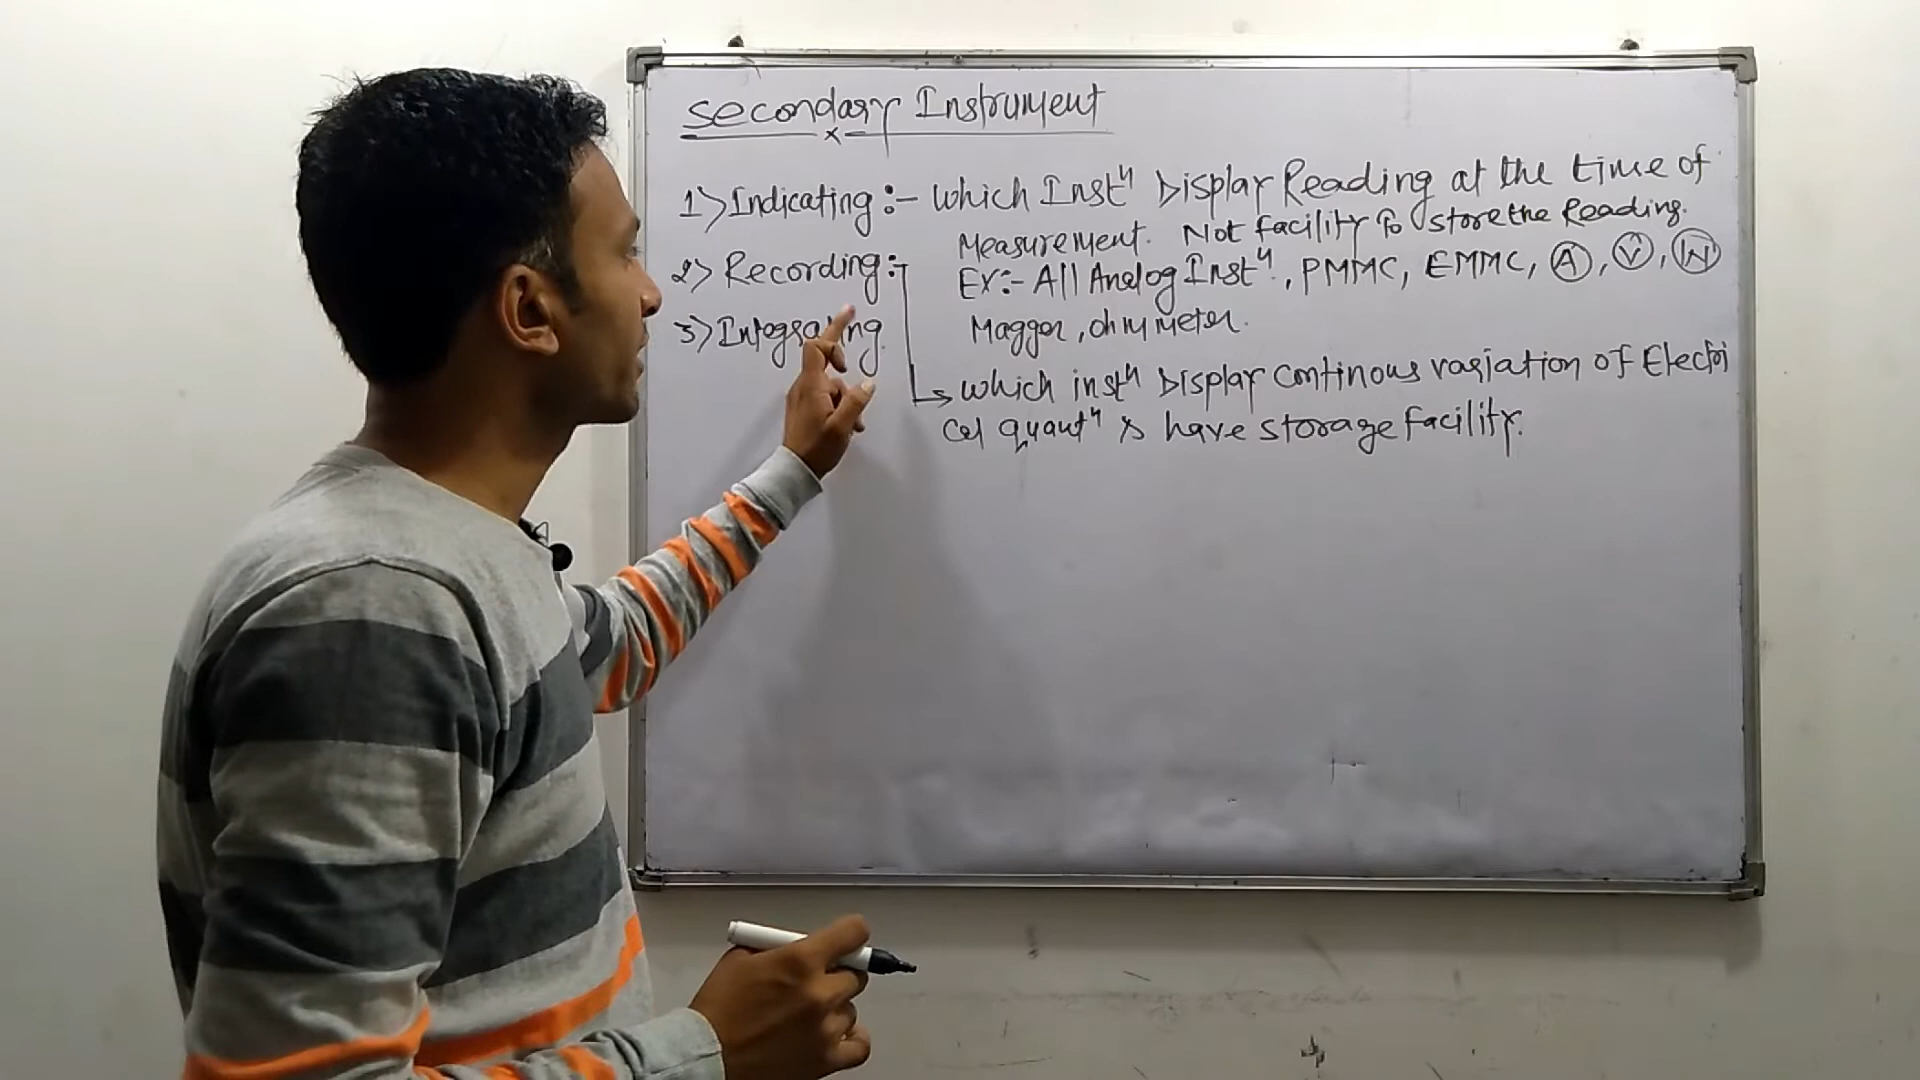 Secondary Instrument
1> Indicating :- which Instⁿ Display Reading at the time of
Measurement. Not facility to store the Reading.
2> Recording :-
Ex:- All Analog Instⁿ, PMMC, EMMC, A, V, W
3> Integrating
Magger, ohmmeter.
which instⁿ Display continous variation of Electri
cal quantⁿ & have storage facility.